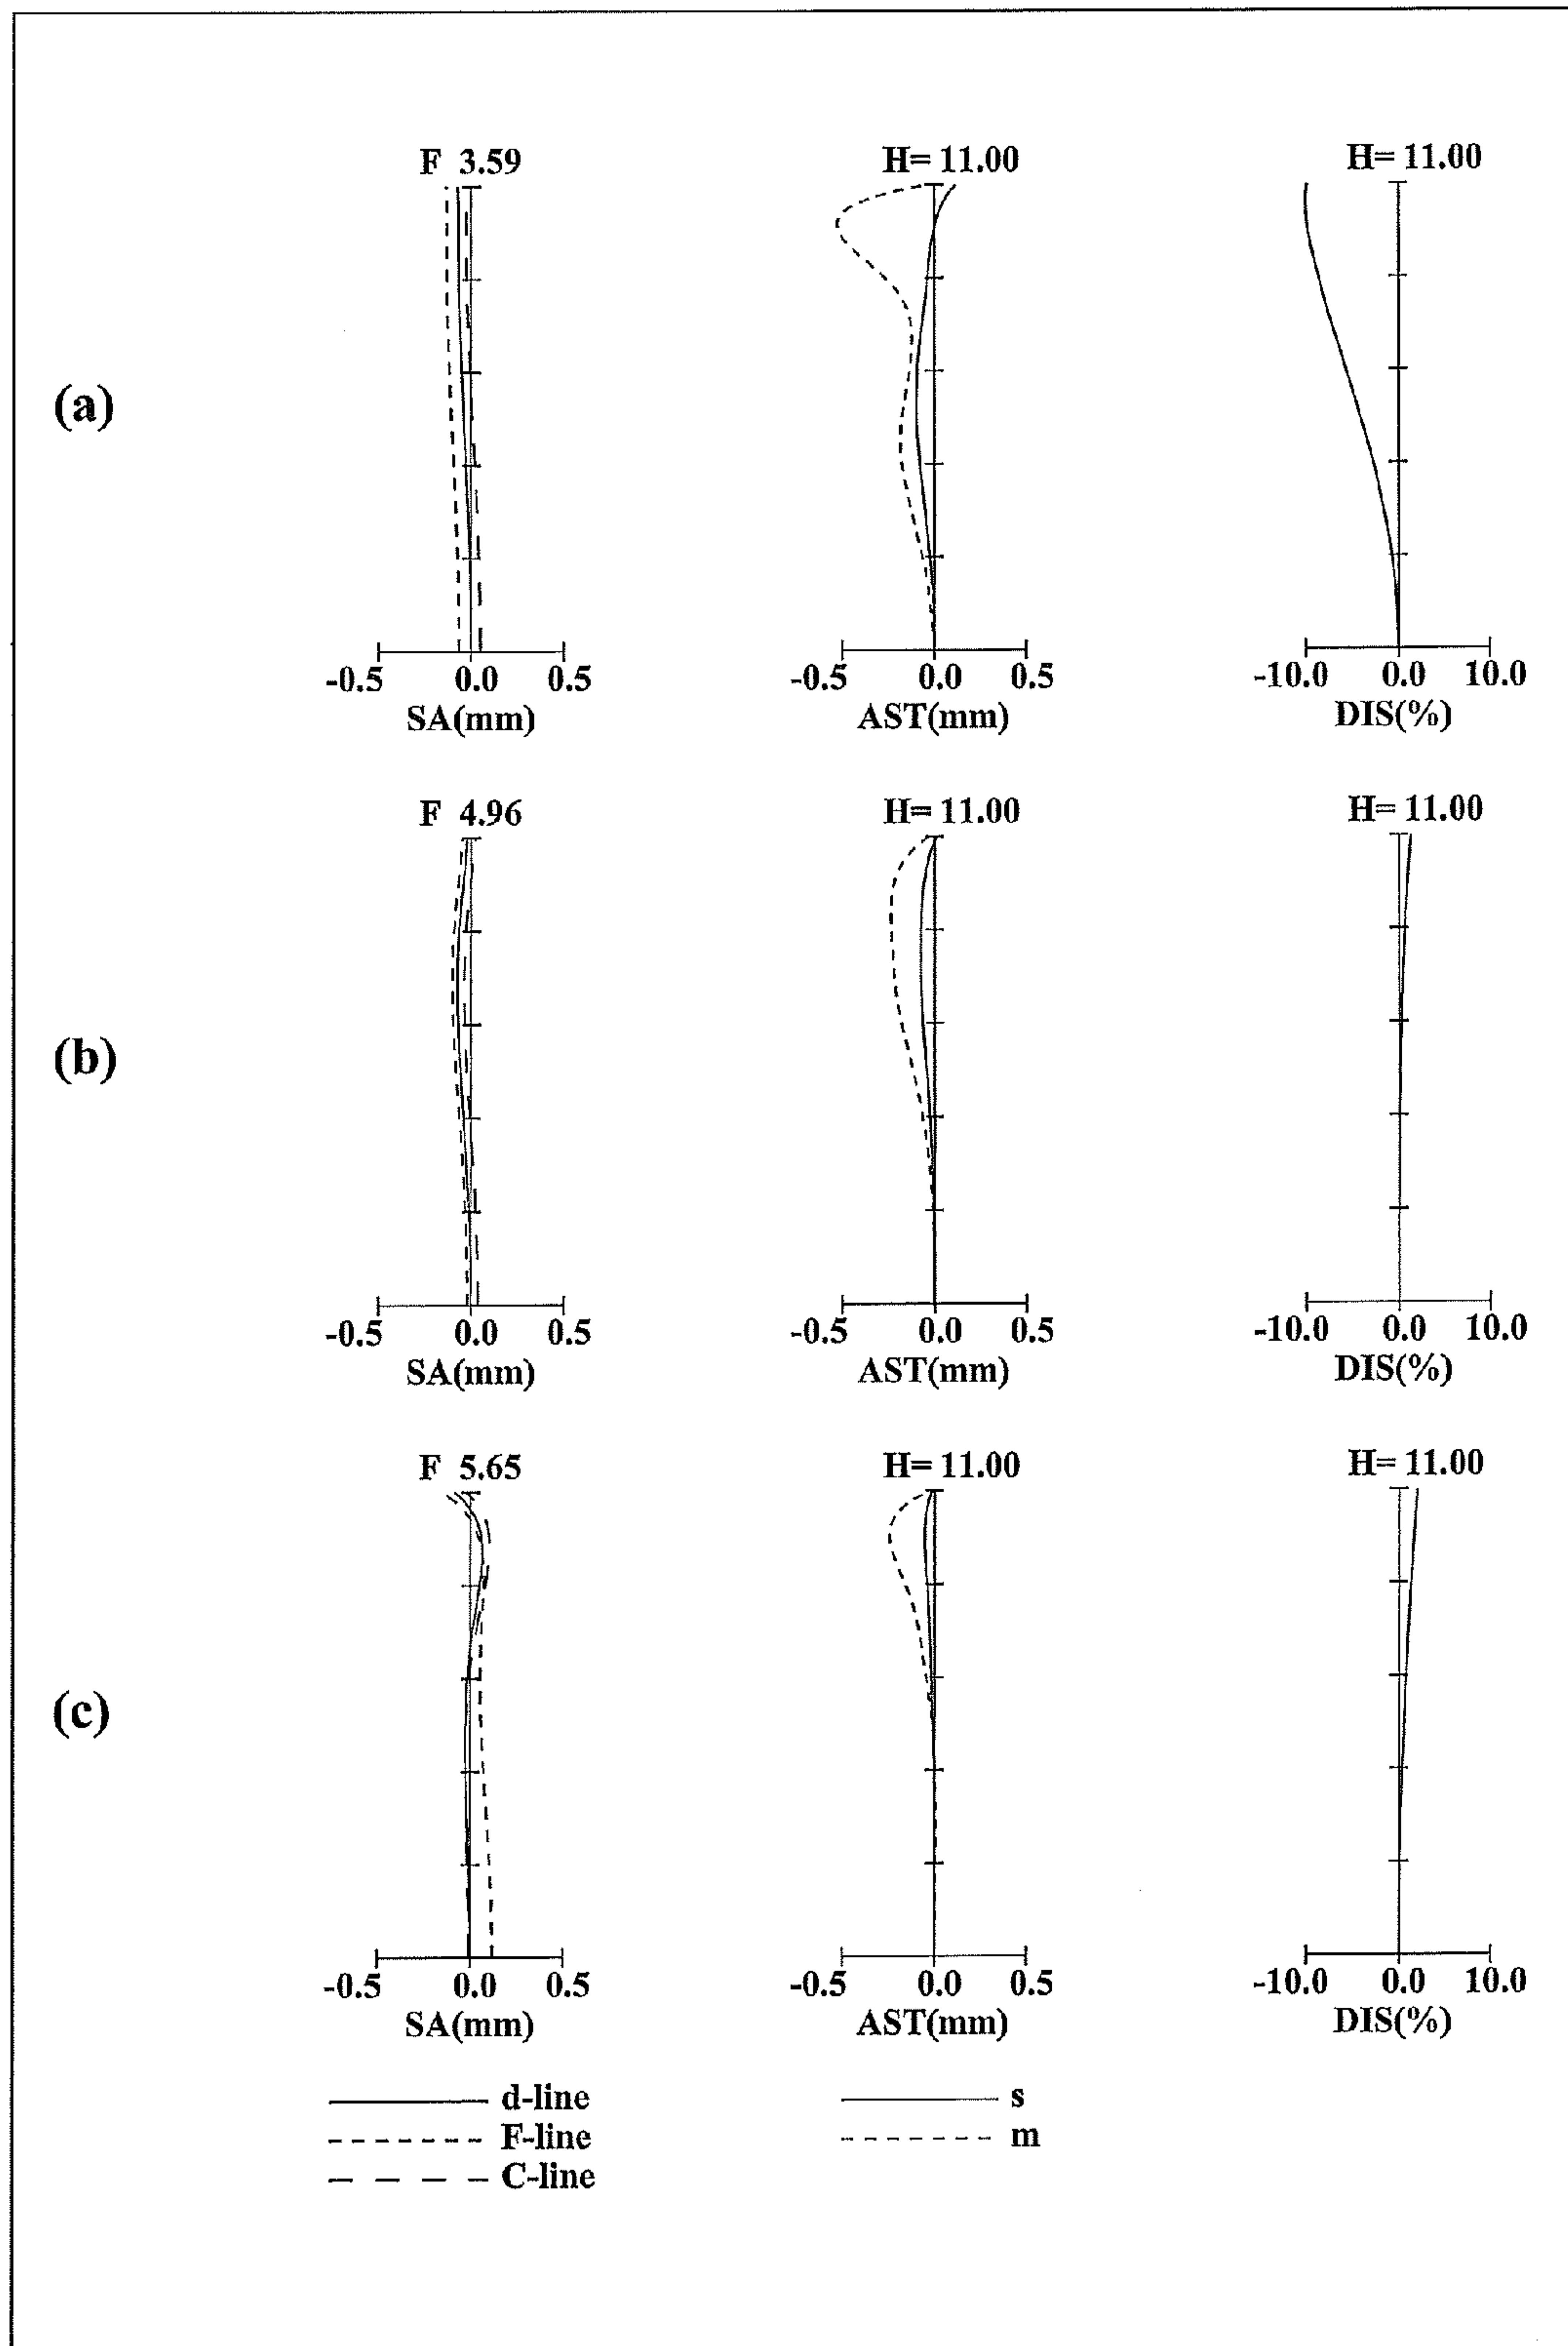 F 3.59 H= 11.00 H= 11.00
(a)
-0.5 0.0 0.5 -0.5 0.0 0.5 -10.0 0.0 10.0
SA(mm) AST(mm) DIS(%)
F 4.96 H= 11.00 H= 11.00
(b)
-0.5 0.0 0.5 -0.5 0.0 0.5 -10.0 0.0 10.0
SA(mm) AST(mm) DIS(%)
F 5.65 H= 11.00 H= 11.00
(c)
-0.5 0.0 0.5 -0.5 0.0 0.5 -10.0 0.0 10.0
SA(mm) AST(mm) DIS(%)
d-line s
F-line m
C-line